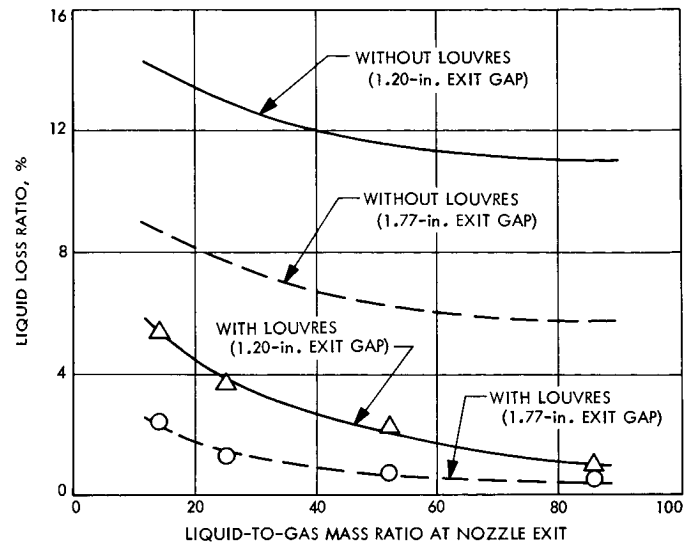 16
12
8
4
0
LIQUID LOSS RATIO, %
WITHOUT LOUVRES
(1.20-in. EXIT GAP)
WITHOUT LOUVRES
(1.77-in. EXIT GAP)
WITH LOUVRES
(1.20-in. EXIT GAP)
WITH LOUVRES
(1.77-in. EXIT GAP)
0 20 40 60 80 100
LIQUID-TO-GAS MASS RATIO AT NOZZLE EXIT